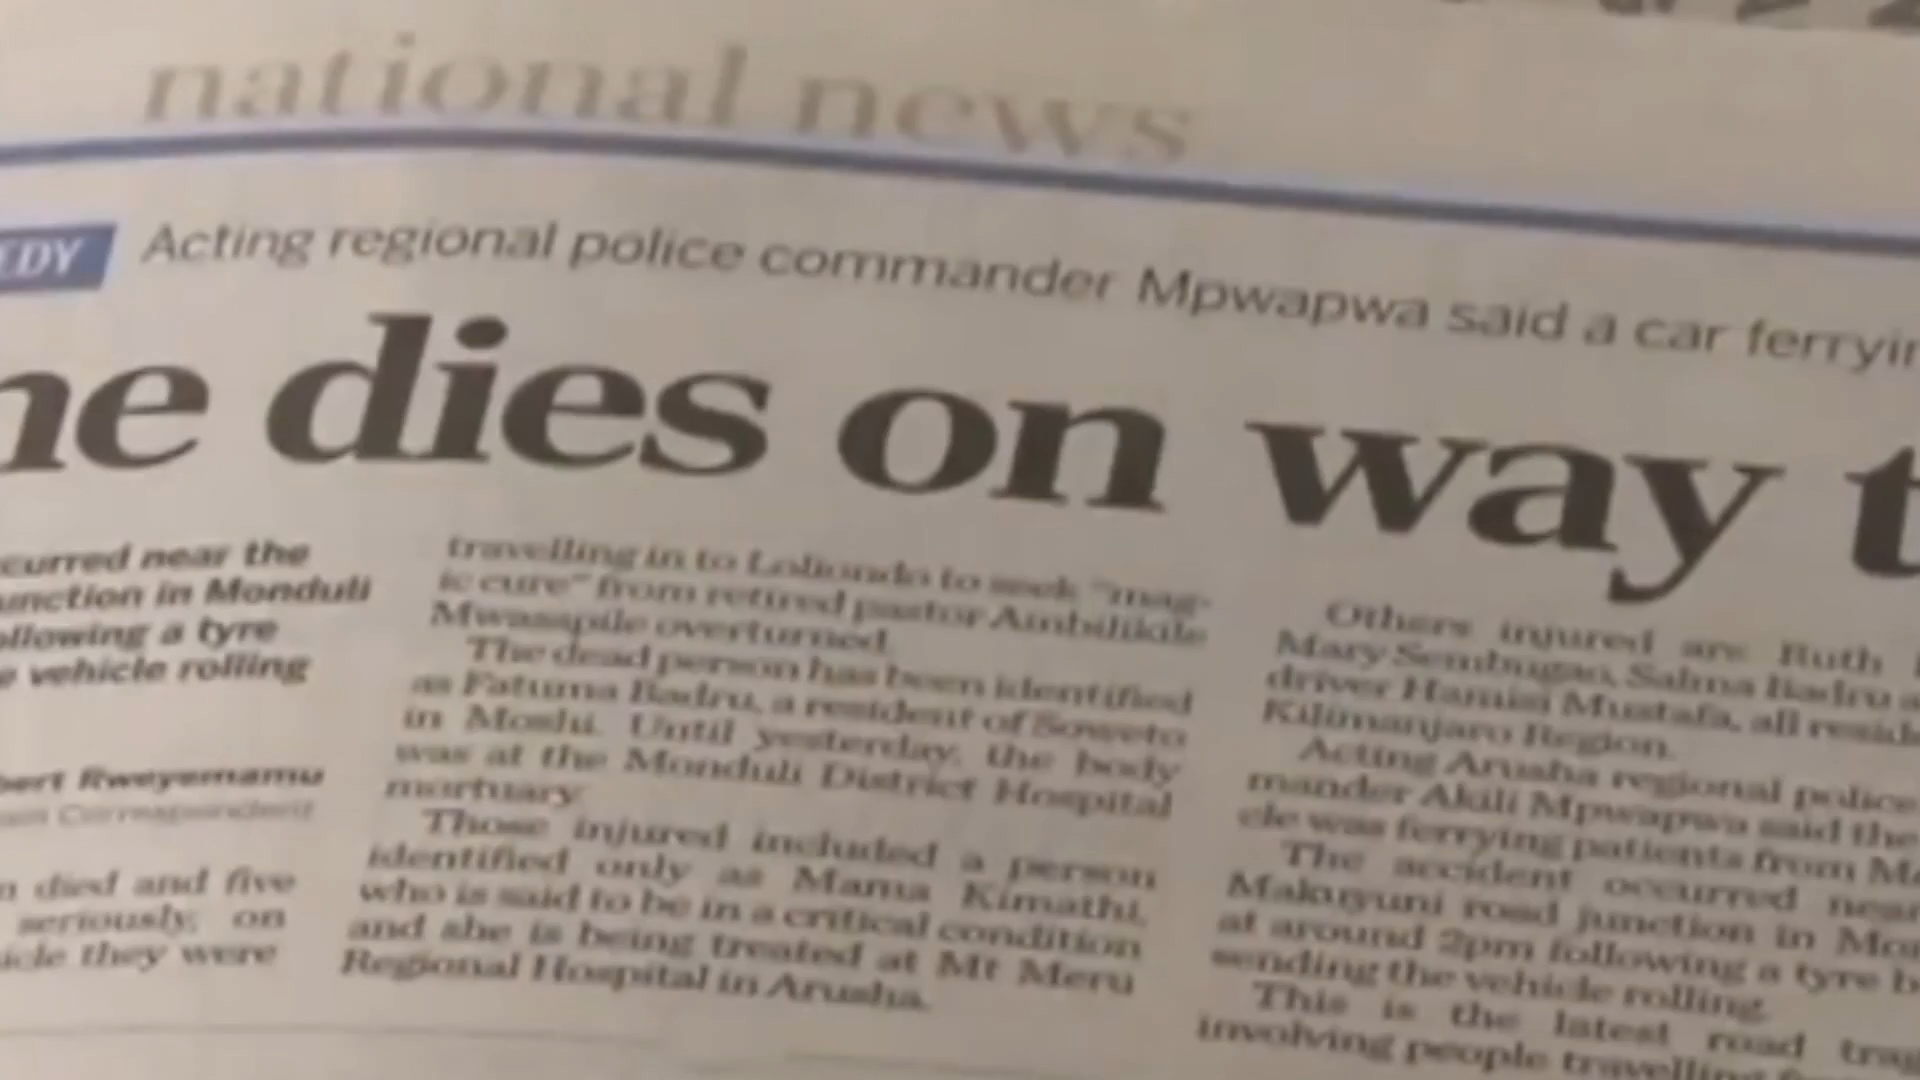 national news
EDY Acting regional police commander Mpwapwa said a car ferryin
ne dies on way t
curred near the
unction in Monduli
ollowing a tyre
e vehicle rolling
bert Rweyemamu
Correspondent
n died and five
seriously, on
icle they were
travelling in to Loliondo to seek "mag-
ic cure" from retired pastor Ambilikile
Mwasapile overturned.
The dead person has been identified
as Fatuma Badru, a resident of Soweto
in Moshi. Until yesterday, the body
was at the Monduli District Hospital
mortuary.
Those injured included a person
identified only as Mama Kimathi,
who is said to be in a critical condition
and she is being treated at Mt Meru
Regional Hospital in Arusha.
Others injured are Ruth
Mary Sembugao, Salma Badru a
driver Hamisi Mustafa, all resid
Kilimanjaro Region.
Acting Arusha regional police
mander Akili Mpwapwa said the
cle was ferrying patients from M
The accident occurred near
Makuyuni road junction in Mo
at around 2pm following a tyre b
sending the vehicle rolling.
This is the latest road trag
involving people travelling